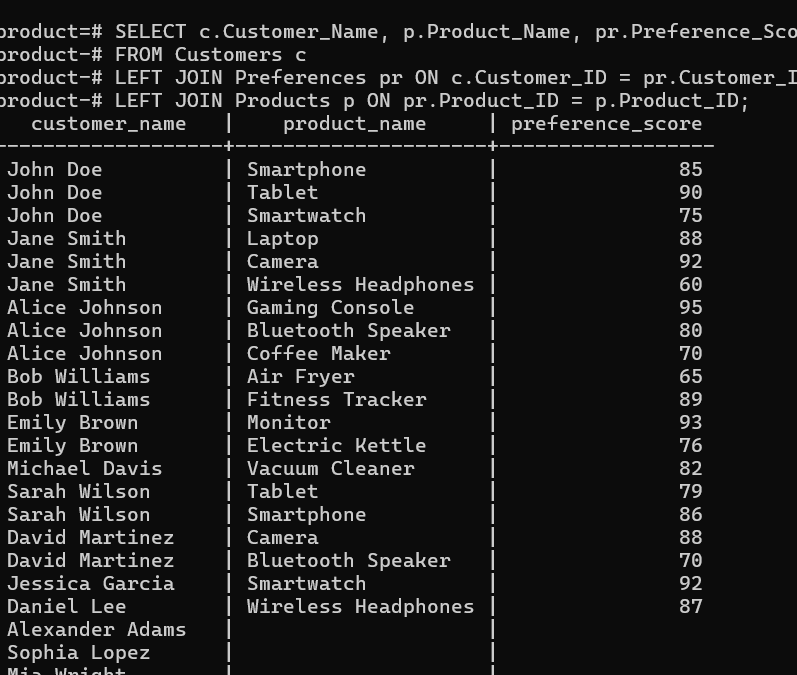 product=# SELECT c.Customer_Name, p.Product_Name, pr.Preference_Sco
product-# FROM Customers c
product-# LEFT JOIN Preferences pr ON c.Customer_ID = pr.Customer_I
product-# LEFT JOIN Products p ON pr.Product_ID = p.Product_ID;
customer_name | product_name | preference_score
-------------------+---------------------+------------------
John Doe | Smartphone | 85
John Doe | Tablet | 90
John Doe | Smartwatch | 75
Jane Smith | Laptop | 88
Jane Smith | Camera | 92
Jane Smith | Wireless Headphones | 60
Alice Johnson | Gaming Console | 95
Alice Johnson | Bluetooth Speaker | 80
Alice Johnson | Coffee Maker | 70
Bob Williams | Air Fryer | 65
Bob Williams | Fitness Tracker | 89
Emily Brown | Monitor | 93
Emily Brown | Electric Kettle | 76
Michael Davis | Vacuum Cleaner | 82
Sarah Wilson | Tablet | 79
Sarah Wilson | Smartphone | 86
David Martinez | Camera | 88
David Martinez | Bluetooth Speaker | 70
Jessica Garcia | Smartwatch | 92
Daniel Lee | Wireless Headphones | 87
Alexander Adams | |
Sophia Lopez | |
Mia Wright | |